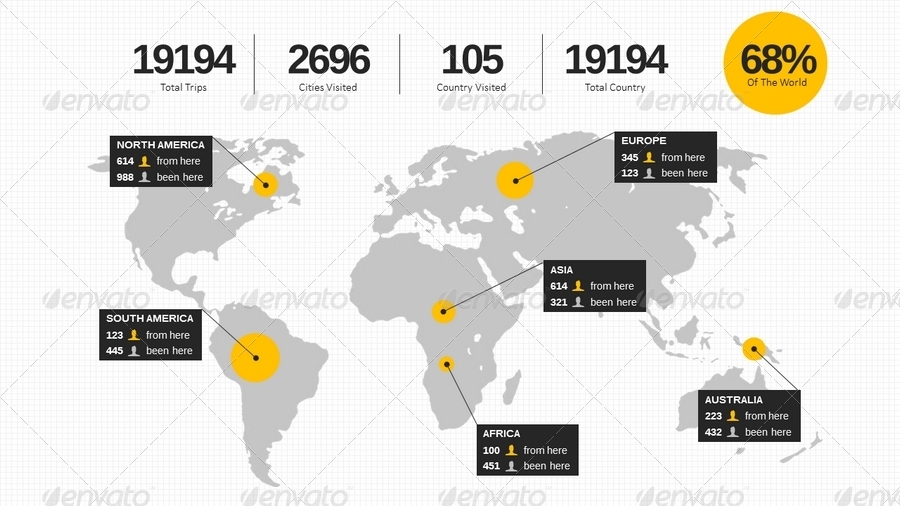 19194
Total Trips
2696
Cities Visited
105
Country Visited
19194
Total Country
68%
Of The World
NORTH AMERICA
614 from here
988 been here
EUROPE
345 from here
123 been here
ASIA
614 from here
321 been here
SOUTH AMERICA
123 from here
445 been here
AUSTRALIA
223 from here
432 been here
AFRICA
100 from here
451 been here
envato envato envato envato envato
envato envato envato envato envato
envato envato envato envato envato